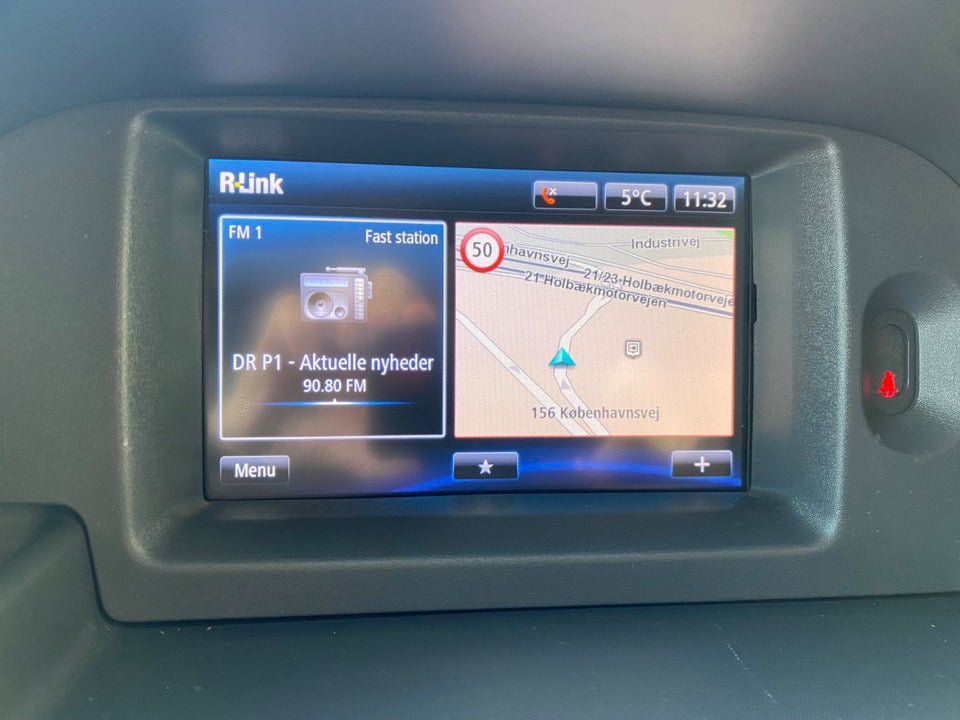 R-Link
5°C
11:32
FM 1
Fast station
DR P1 - Aktuelle nyheder
90.80 FM
50
nhavnsvej
Industrivej
21/23 Holbækmotorveje
21 Holbækmotorvejen
156 Københavnsvej
Menu
+